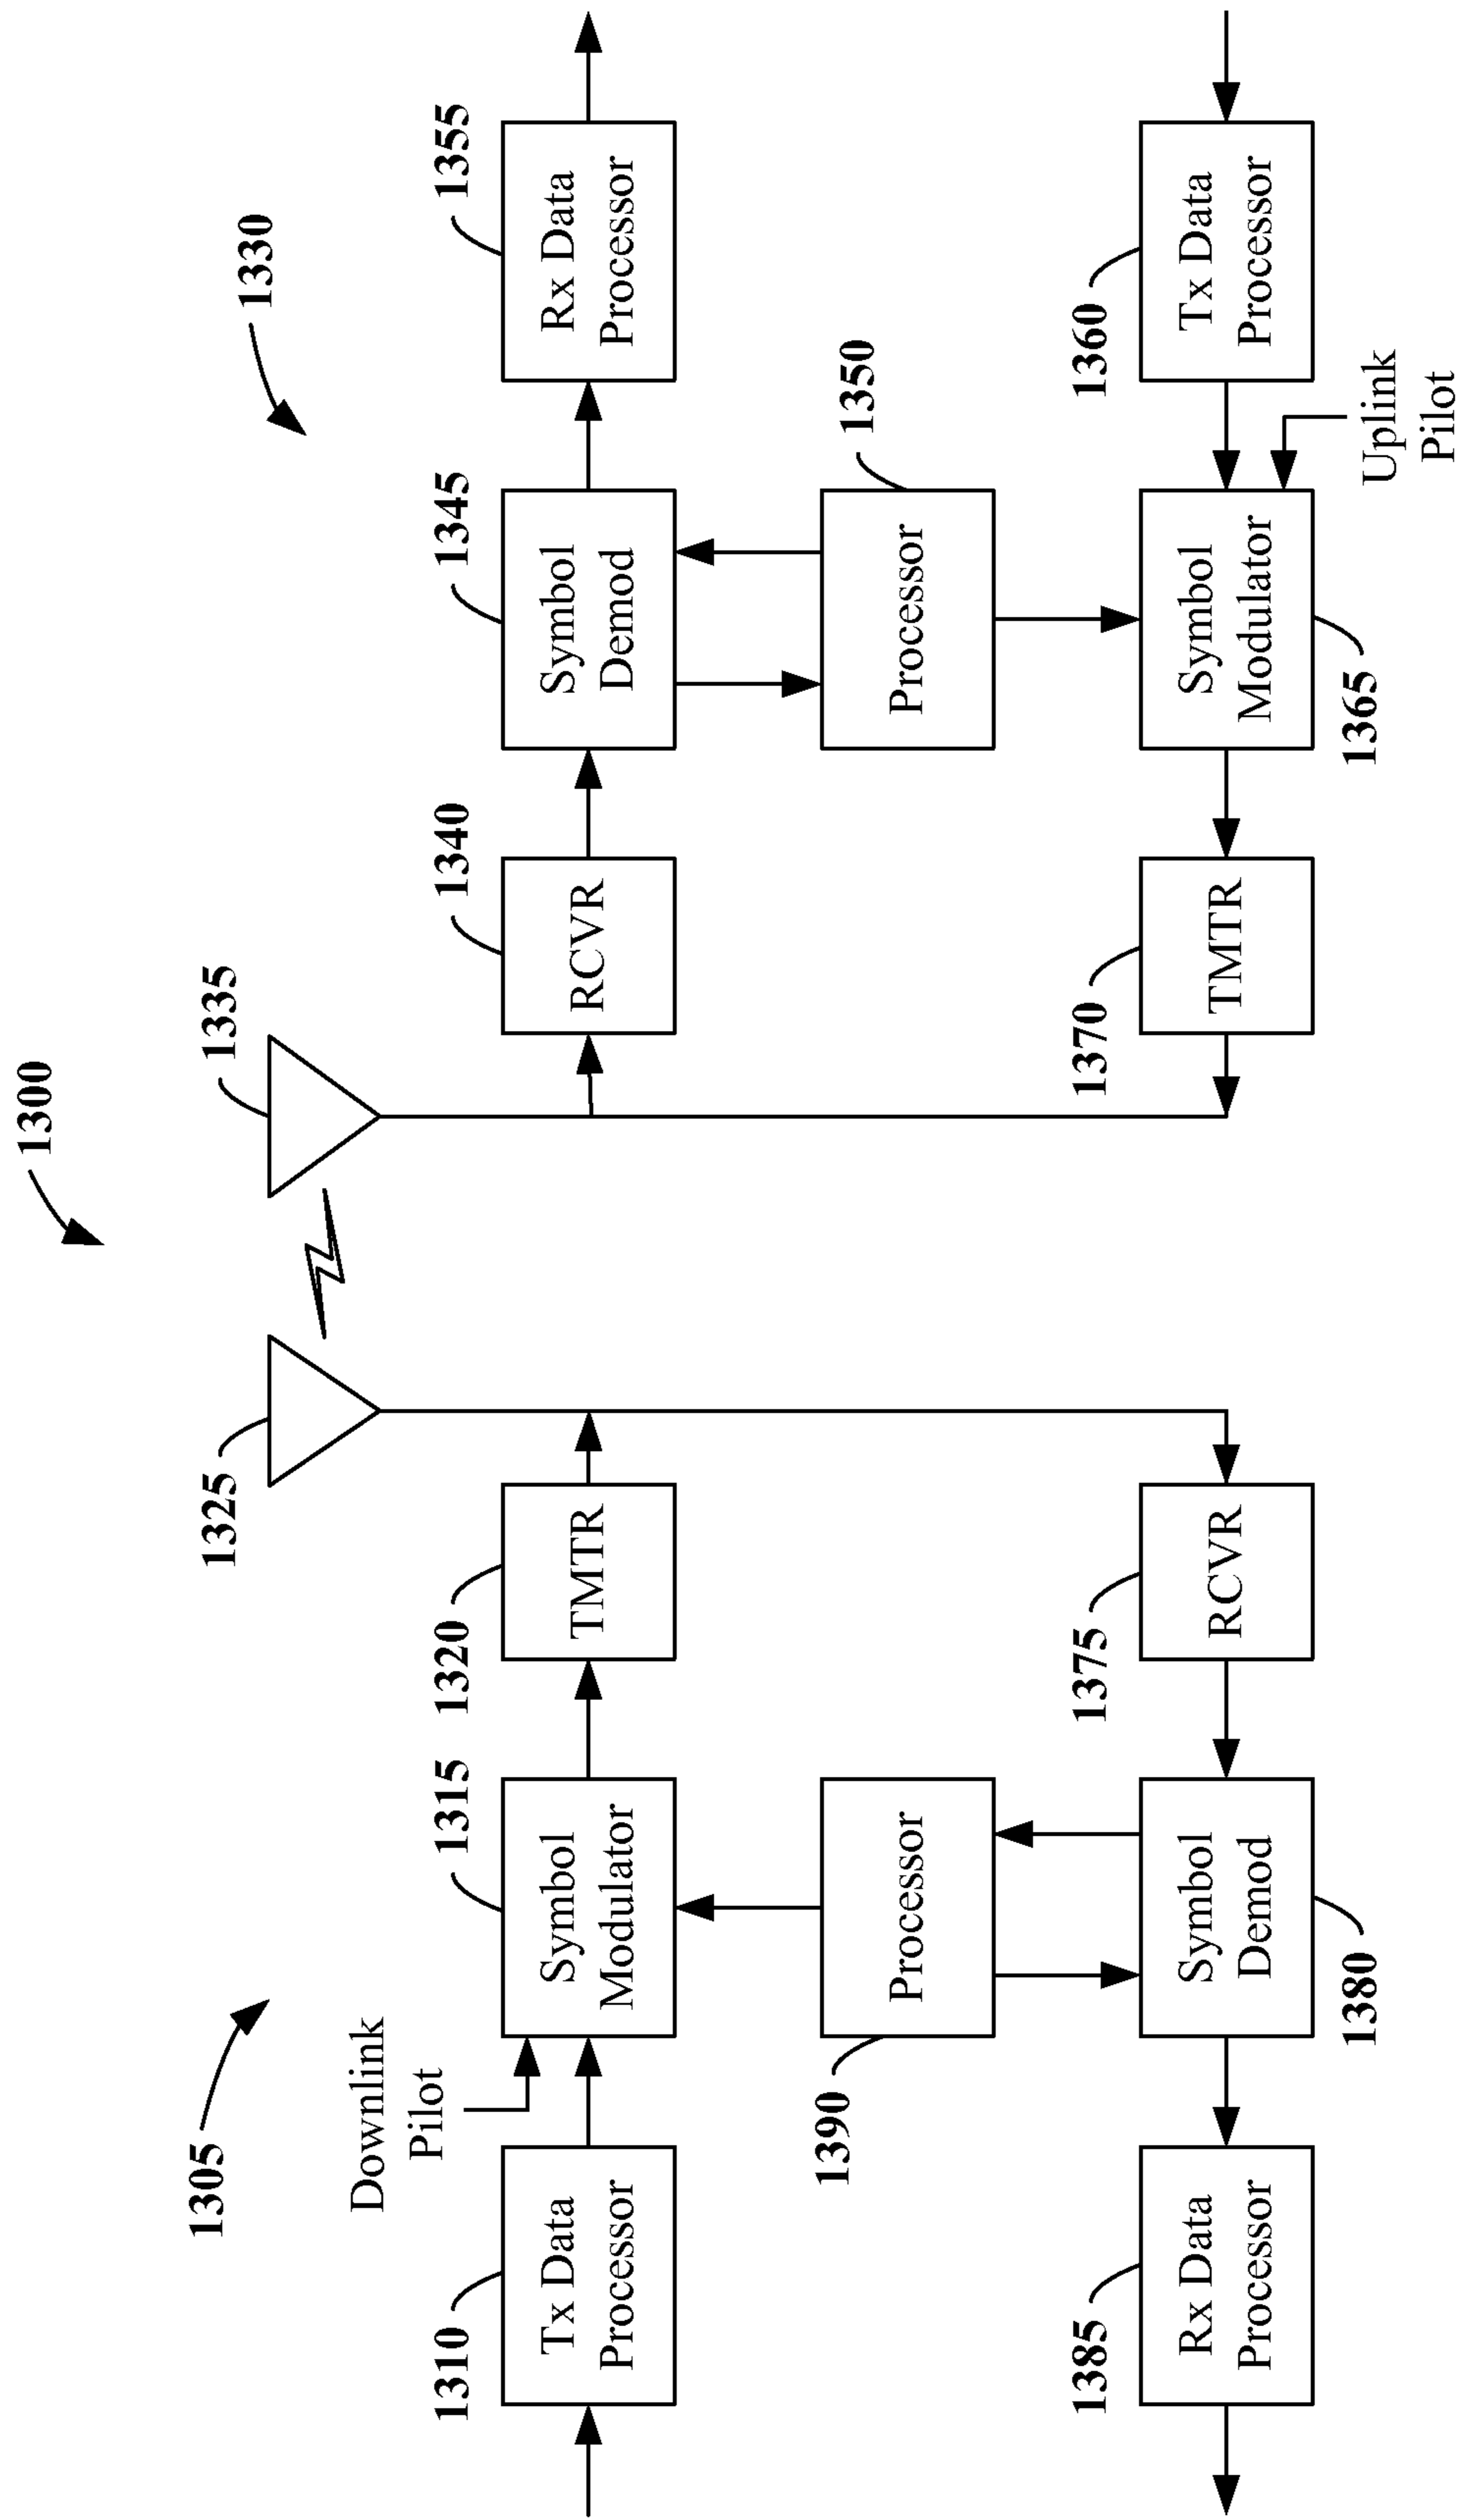 1300
1305
1325
1335
1330
Downlink
Pilot
1310
Tx Data
Processor
1315
Symbol
Modulator
1320
TMTR
1340
RCVR
1345
Symbol
Demod
1355
Rx Data
Processor
1390
Processor
1350
Processor
1385
Rx Data
Processor
1380
Symbol
Demod
1375
RCVR
1370
TMTR
1365
Symbol
Modulator
1360
Tx Data
Processor
Uplink
Pilot